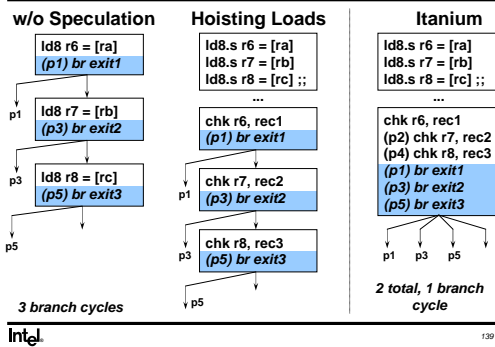 w/o Speculation
ld8 r6 = [ra]
(p1) br exit1
p1
ld8 r7 = [rb]
(p3) br exit2
p3
ld8 r8 = [rc]
(p5) br exit3
p5
3 branch cycles
Hoisting Loads
ld8.s r6 = [ra]
ld8.s r7 = [rb]
ld8.s r8 = [rc] ;;
...
chk r6, rec1
(p1) br exit1
p1
chk r7, rec2
(p3) br exit2
p3
chk r8, rec3
(p5) br exit3
p5
Itanium
ld8.s r6 = [ra]
ld8.s r7 = [rb]
ld8.s r8 = [rc] ;;
...
chk r6, rec1
(p2) chk r7, rec2
(p4) chk r8, rec3
(p1) br exit1
(p3) br exit2
(p5) br exit3
p1 p3 p5
2 total, 1 branch
cycle
Intel
139